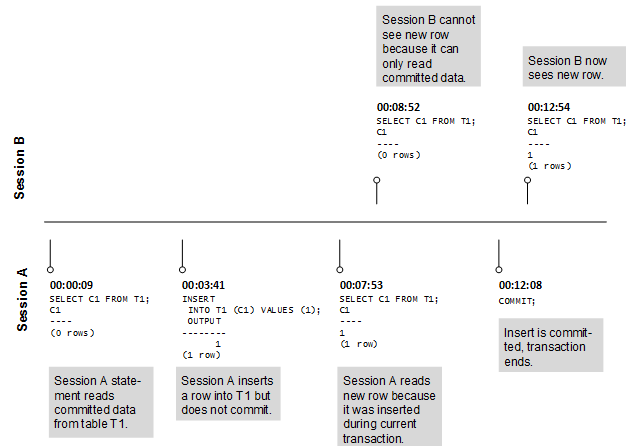 Session B cannot
see new row
because it can
only read
committed data.
Session B now
sees new row.
00:08:52
SELECT C1 FROM T1;
C1
----
(0 rows)
00:12:54
SELECT C1 FROM T1;
C1
----
1
(1 rows)
Session B
Session A
00:00:09
SELECT C1 FROM T1;
C1
----
(0 rows)
00:03:41
INSERT
INTO T1 (C1) VALUES (1);
OUTPUT
--------
1
(1 row)
00:07:53
SELECT C1 FROM T1;
C1
----
1
(1 row)
00:12:08
COMMIT;
Session A state-
ment reads
committed data
from table T1.
Session A inserts
a row into T1 but
does not commit.
Session A reads
new row because
it was inserted
during current
transaction.
Insert is commit-
ted, transaction
ends.